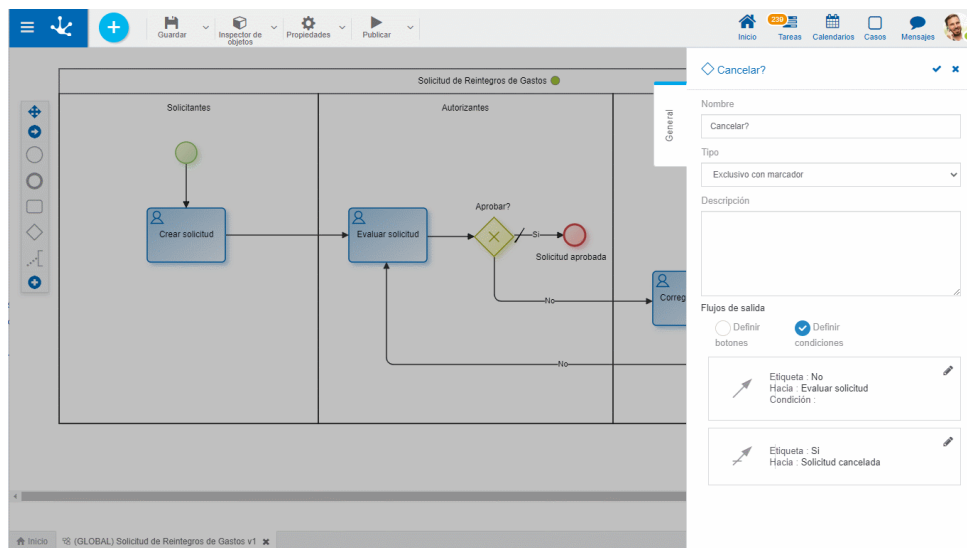 Guardar
Inspector de
objetos
Propiedades
Publicar
Inicio
239
Tareas
Calendarios
Casos
Mensajes
Solicitud de Reintegros de Gastos
Solicitantes
Autorizantes
Crear solicitud
Evaluar solicitud
Aprobar?
Si
Solicitud aprobada
No
Correg
No
General
Cancelar?
Nombre
Cancelar?
Tipo
Exclusivo con marcador
Descripción
Flujos de salida
Definir
botones
Definir
condiciones
Etiqueta : No
Hacia : Evaluar solicitud
Condición :
Etiqueta : Si
Hacia : Solicitud cancelada
Inicio
(GLOBAL) Solicitud de Reintegros de Gastos v1